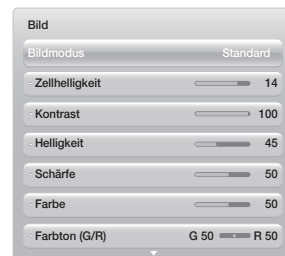 Bild
Bildmodus Standard
Zellhelligkeit 14
Kontrast 100
Helligkeit 45
Schärfe 50
Farbe 50
Farbton (G/R) G 50 R 50